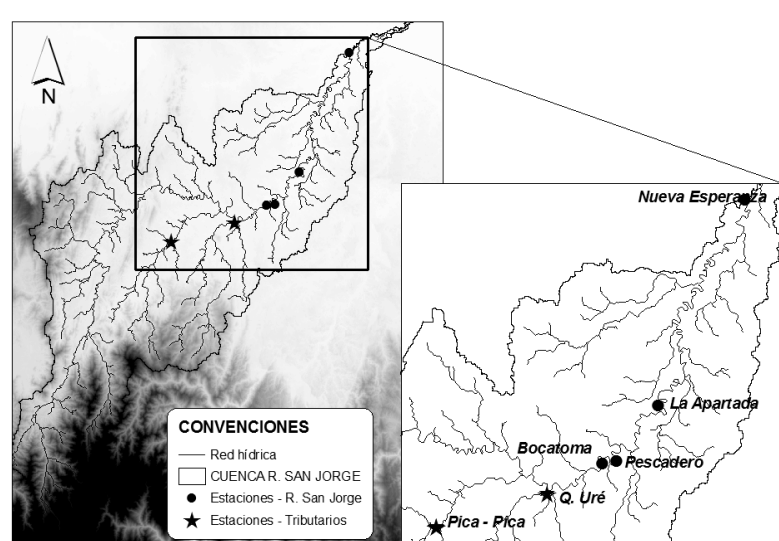 N
Nueva Esperanza
La Apartada
Bocatoma
Pescadero
Q. Uré
Pica - Pica
CONVENCIONES
Red hídrica
CUENCA R. SAN JORGE
Estaciones - R. San Jorge
Estaciones - Tributarios